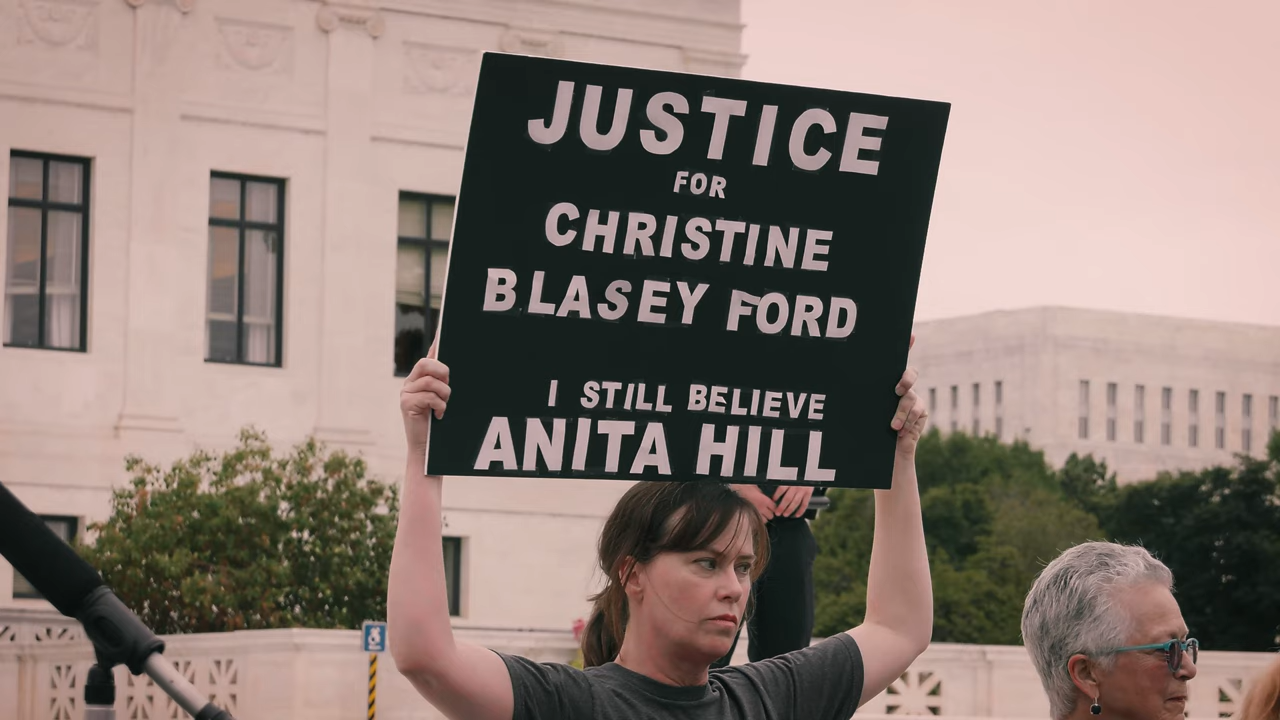 JUSTICE
FOR
CHRISTINE
BLASEY FORD
I STILL BELIEVE
ANITA HILL